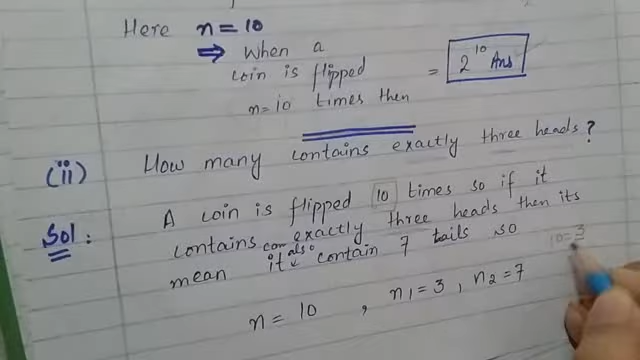 Here n = 10
⇒ When a
coin is flipped = 2^10 Ans
n=10 times then
(ii) How many contains exactly three heads?
Sol: A coin is flipped 10 times so if it
contains exactly three heads then its
mean it also contain 7 tails so
10-3
n = 10 , n1 = 3 , n2 = 7